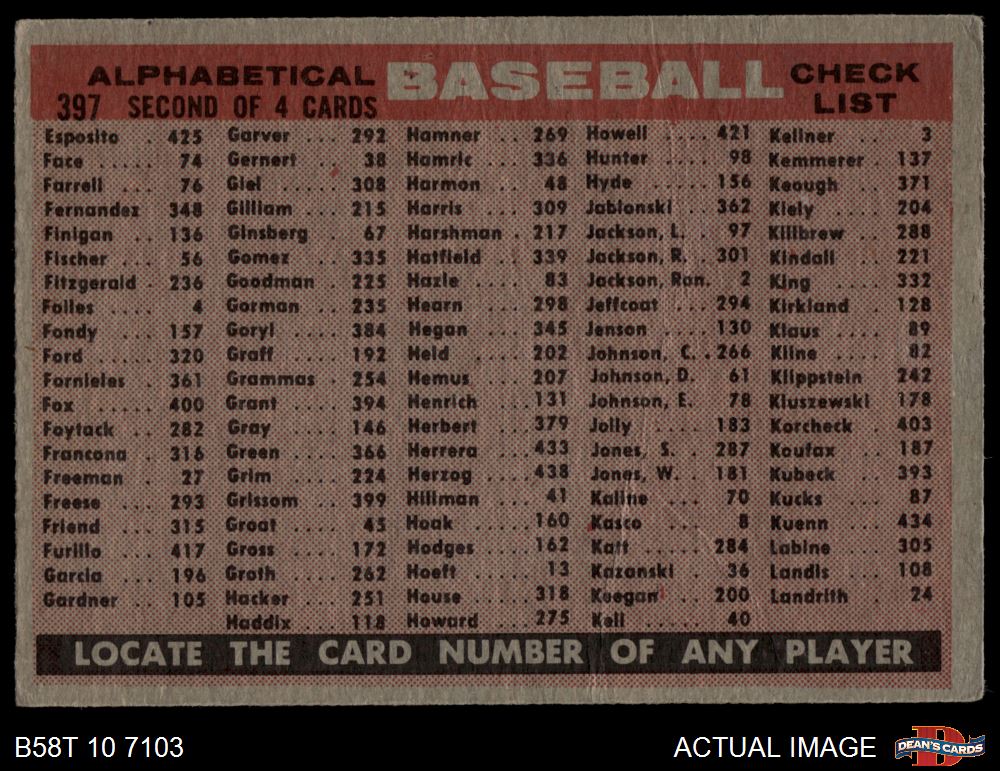 ALPHABETICAL BASEBALL CHECK
397 SECOND OF 4 CARDS LIST
Esposito . 425
Face ..... 74
Farrell ... 76
Fernandez 348
Finigan .. 136
Fischer ... 56
Fitzgerald . 236
Foiles .... 4
Fondy ... 157
Ford .... 320
Fornieles . 361
Fox ..... 400
Foytack .. 282
Francona . 316
Freeman . 27
Freese ... 293
Friend ... 315
Furillo ... 417
Garcia ... 196
Gardner .. 105
Garver ... 292
Gernert ... 38
Giel ..... 308
Gilliam ... 215
Ginsberg .. 67
Gomez ... 335
Goodman . 225
Gorman .. 235
Goryl .... 384
Graff .... 192
Grammas . 254
Grant .... 394
Gray .... 146
Green .... 366
Grim .... 224
Grissom .. 399
Groat .... 45
Gross .... 172
Groth .... 262
Hacker ... 251
Haddix ... 118
Hamner .. 269
Hamric ... 336
Harmon .. 48
Harris ... 309
Harshman . 217
Hatfield .. 339
Hazle .... 83
Hearn ... 298
Hegan ... 345
Held .... 202
Hemus ... 207
Henrich ... 131
Herbert ... 379
Herrera ... 433
Herzog .... 438
Hillman ... 41
Hoak ..... 160
Hodges ... 162
Hoeft .... 13
House .... 318
Howard ... 275
Howell .... 421
Hunter .... 98
Hyde ..... 156
Jablonski . 362
Jackson, L. . 97
Jackson, R. . 301
Jackson, Ran. 2
Jeffcoat ... 294
Jenson .... 130
Johnson, C. . 266
Johnson, D. 61
Johnson, E. 78
Jolly .... 183
Jones, S. . 287
Jones, W. . 181
Kaline ... 70
Kasco ... 8
Katt ..... 284
Kazanski . 36
Keegan ... 200
Kell ..... 40
Kellner ... 3
Kemmerer . 137
Keough .. 371
Kiely .... 204
Killbrew .. 288
Kindall ... 221
King .... 332
Kirkland .. 128
Klaus .... 89
Kline .... 82
Klippstein . 242
Kluszewski 178
Korcheck . 403
Koufax .. 187
Kubeck .. 393
Kucks ... 87
Kuenn ... 434
Labine ... 305
Landis ... 108
Landrith .. 24
LOCATE THE CARD NUMBER OF ANY PLAYER
B58T 10 7103 ACTUAL IMAGE DEAN'S CARDS